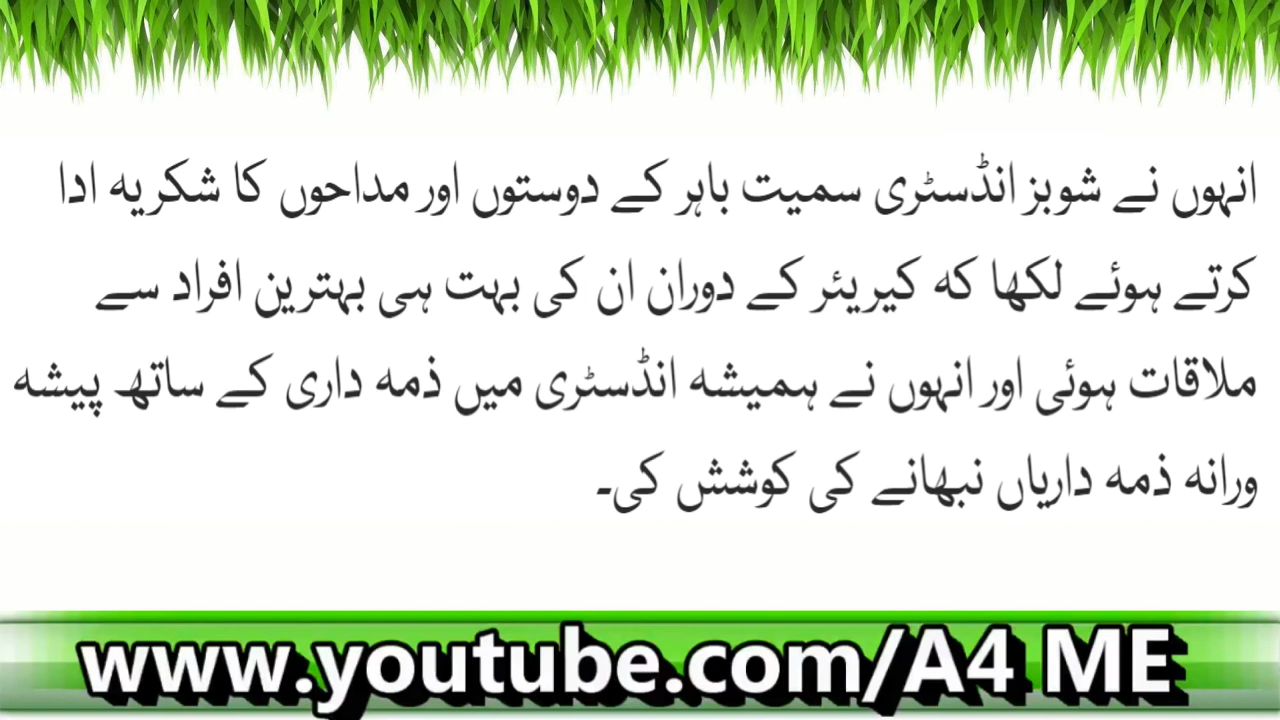 انہوں نے شوبز انڈسٹری سمیت باہر کے دوستوں اور مداحوں کا شکریہ ادا
کرتے ہوئے لکھا کہ کیریئر کے دوران ان کی بہت ہی بہترین افراد سے
ملاقات ہوئی اور انہوں نے ہمیشہ انڈسٹری میں ذمہ داری کے ساتھ پیشہ
ورانہ ذمہ داریاں نبھانے کی کوشش کی۔
www.youtube.com/A4 ME